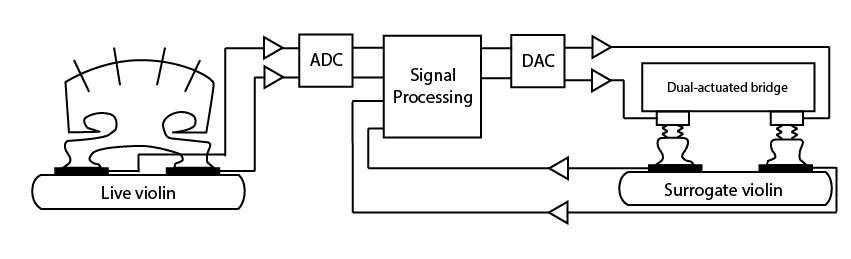 ADC
Signal
Processing
DAC
Dual-actuated bridge
Live violin
Surrogate violin